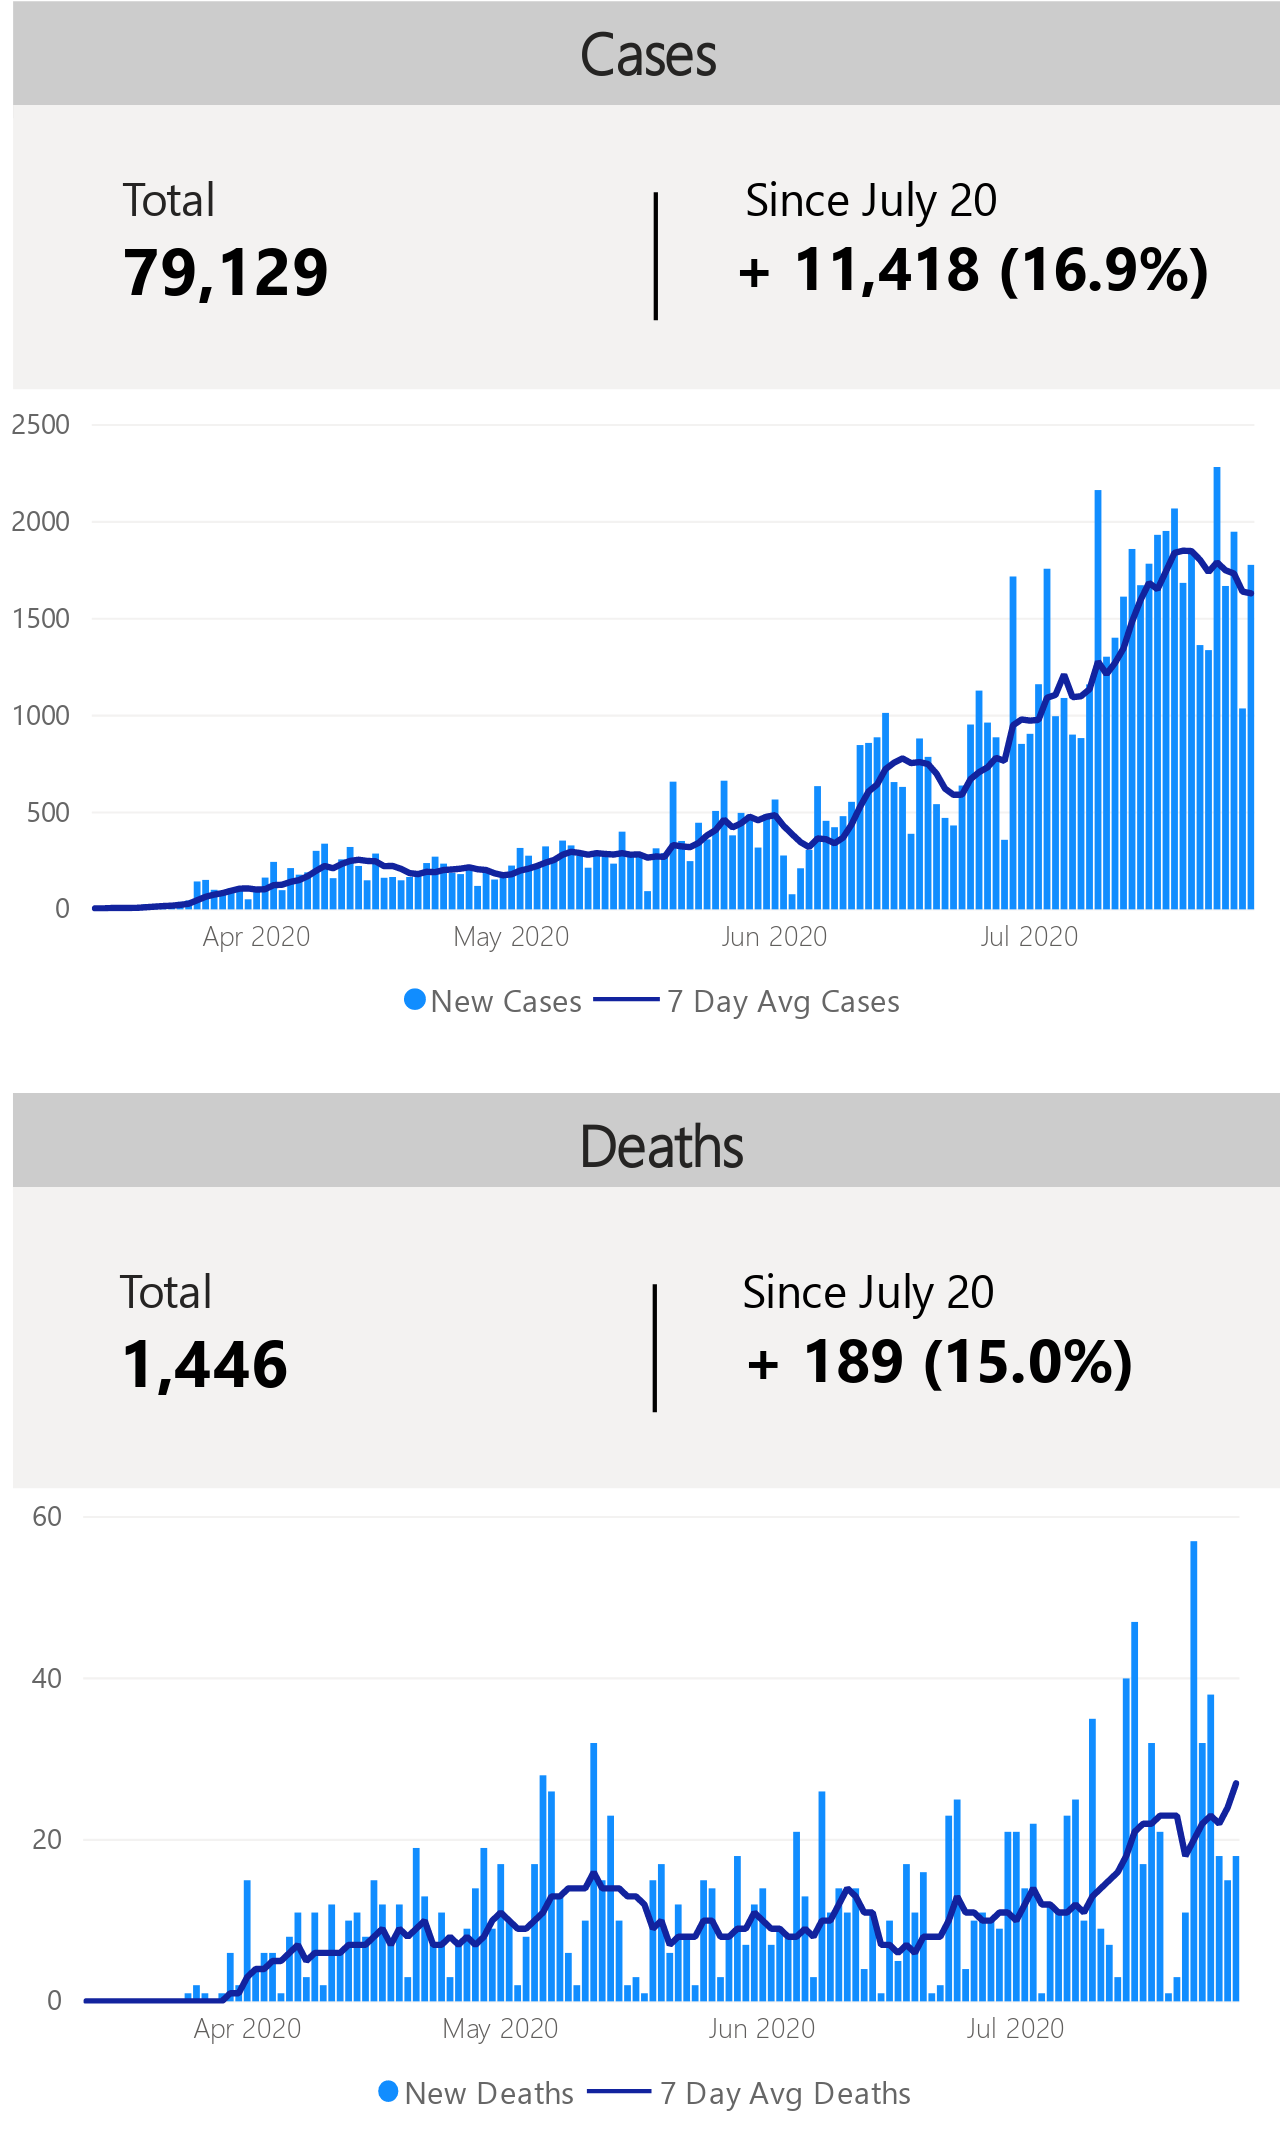 Cases
Total
Since July 20
79,129
+ 11,418 (16.9%)
2500
2000
1500
1000
500
0
Apr 2020
May 2020
Jun 2020
Jul 2020
New Cases
7 Day Avg Cases
Deaths
Total
Since July 20
1,446
+ 189 (15.0%)
60
40
20
0
Apr 2020
May 2020
Jun 2020
Jul 2020
New Deaths
7 Day Avg Deaths